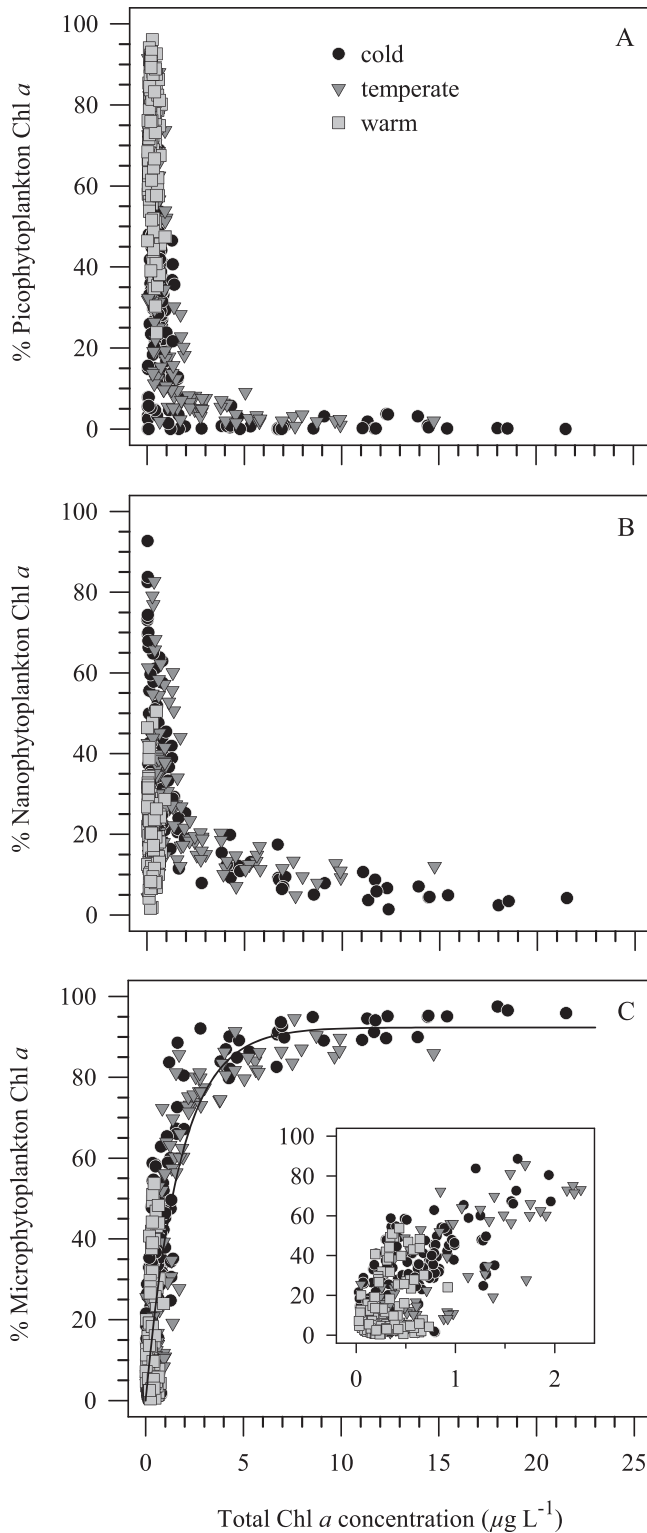 A
cold
temperate
warm
100
80
60
40
20
0
% Picophytoplankton Chl a
B
100
80
60
40
20
0
% Nanophytoplankton Chl a
C
100
80
60
40
20
0
% Microphytoplankton Chl a
100
80
60
40
20
0
0 1 2
0 5 10 15 20 25
Total Chl a concentration (µg L⁻¹)